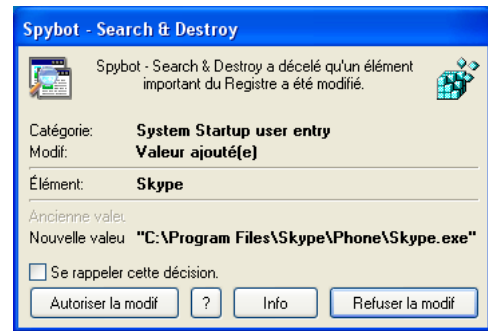 Spybot - Search & Destroy
Spybot - Search & Destroy a décelé qu'un élément
important du Registre a été modifié.
Catégorie: System Startup user entry
Modif: Valeur ajouté(e)
Élément: Skype
Ancienne valeu
Nouvelle valeu "C:\Program Files\Skype\Phone\Skype.exe"
Se rappeler cette décision.
Autoriser la modif ? Info Refuser la modif